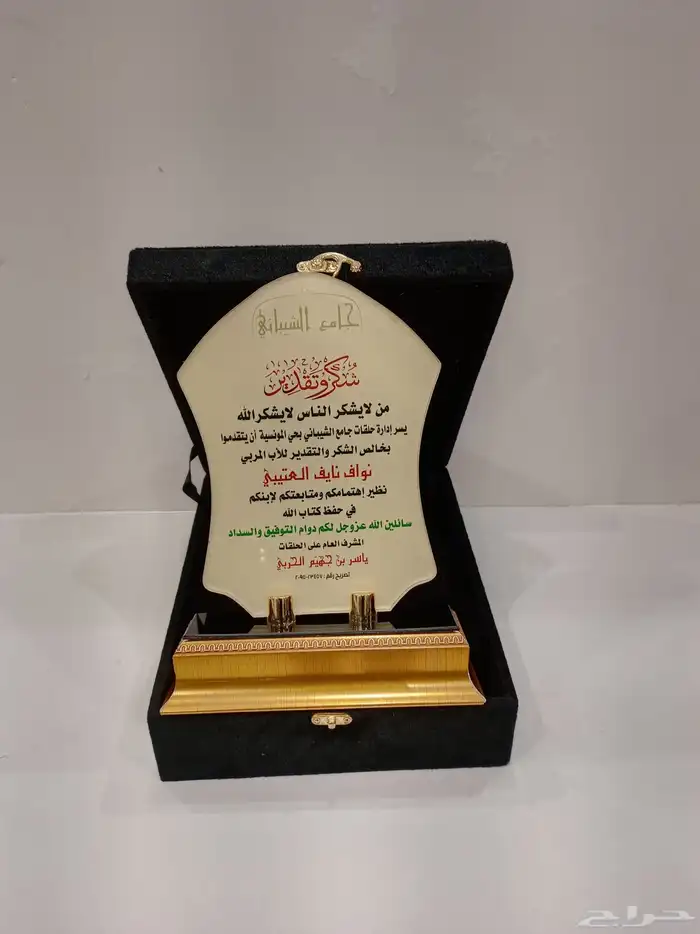 جامع الشيباني
شكر وتقدير
من لايشكر الناس لايشكر الله
يسر إدارة حلقات جامع الشيباني بحي المونسية أن يتقدموا
بخالص الشكر والتقدير للأب المربي
نواف نايف العتيبي
نظير إهتمامكم ومتابعتكم لإبنكم
في حفظ كتاب الله
سائلين الله عزوجل لكم دوام التوفيق والسداد
المشرف العام على الحلقات
ياسر بن جهيم الحربي
تصريح رقم :
حراج